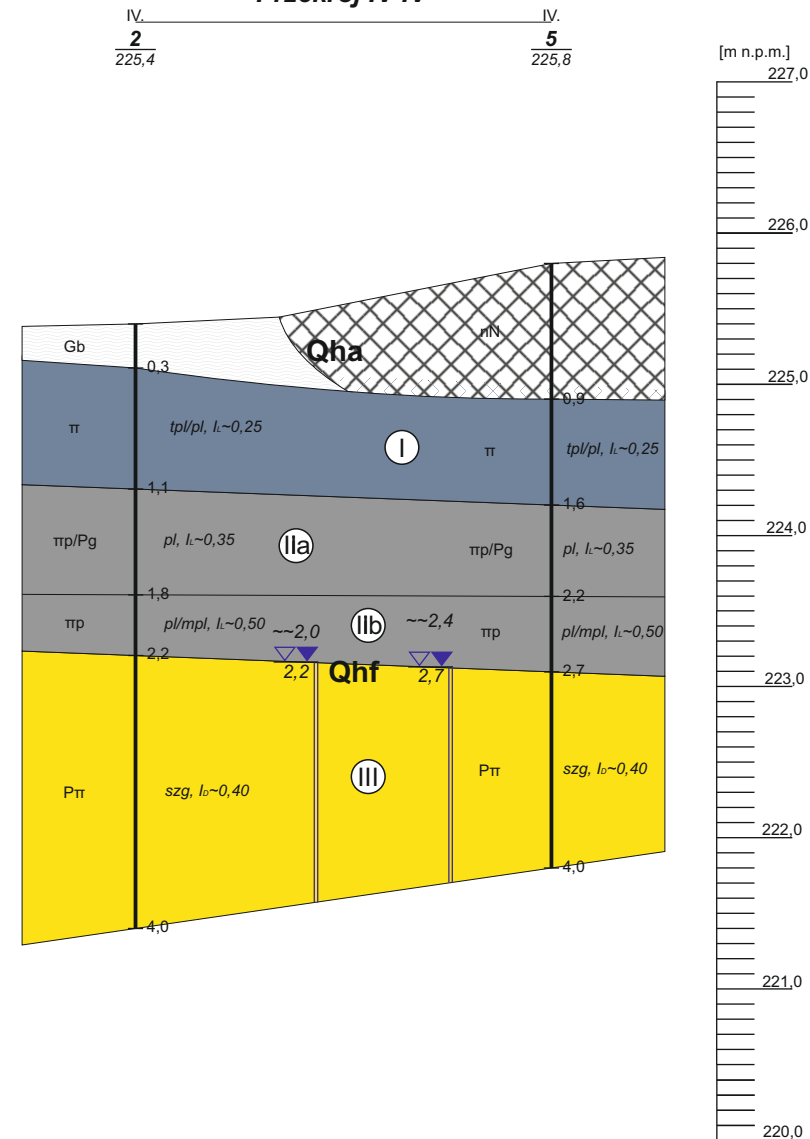 IV. IV.
2 5
225,4 225,8
[m n.p.m.]
227,0
226,0
nN
Gb Qha
0,3 225,0
0,9
π tpl/pl, IL~0,25 I π tpl/pl, IL~0,25
1,1
1,6
224,0
πp/Pg pl, IL~0,35 IIa πp/Pg pl, IL~0,35
1,8 2,2
πp pl/mpl, IL~0,50 ~~2,0 IIb ~~2,4 πp pl/mpl, IL~0,50
2,2 2,2 Qhf 2,7 2,7 223,0
Pπ szg, ID~0,40 III Pπ szg, ID~0,40
222,0
4,0
4,0
221,0
220,0